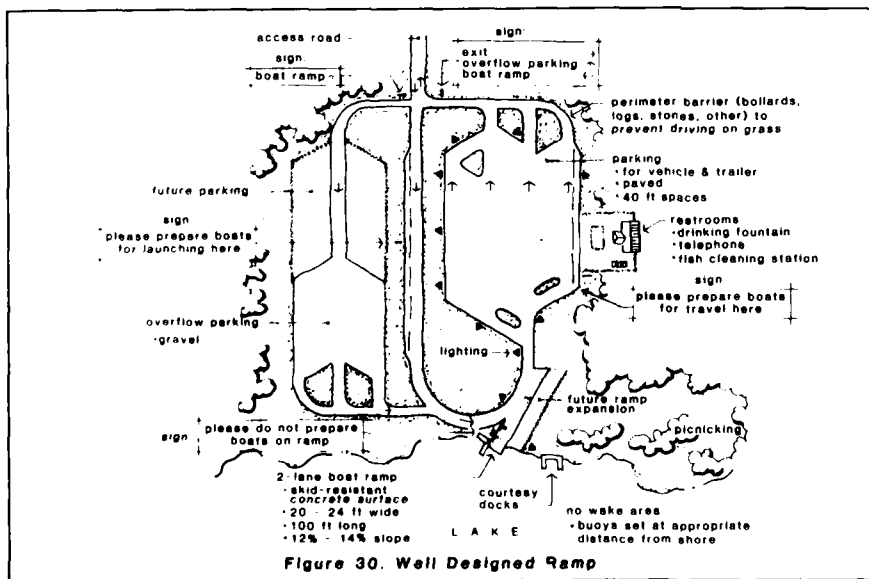 sign
access road
sign
boat ramp
exit
overflow parking
boat ramp
perimeter barrier (bollards,
logs, stones, other) to
prevent driving on grass
parking
·for vehicle & trailer
·paved
·40 ft spaces
future parking
sign
please prepare boats
for launching here
restrooms
·drinking fountain
·telephone
·fish cleaning station
sign
please prepare boats
for travel here
overflow parking
·gravel
lighting
future ramp
expansion
sign
please do not prepare
boats on ramp
picnicking
2-lane boat ramp
·skid-resistant
concrete surface
·20 - 24 ft wide
·100 ft long
·12% - 14% slope
courtesy
docks
LAKE
no wake area
·buoys set at appropriate
distance from shore
Figure 30. Well Designed Ramp